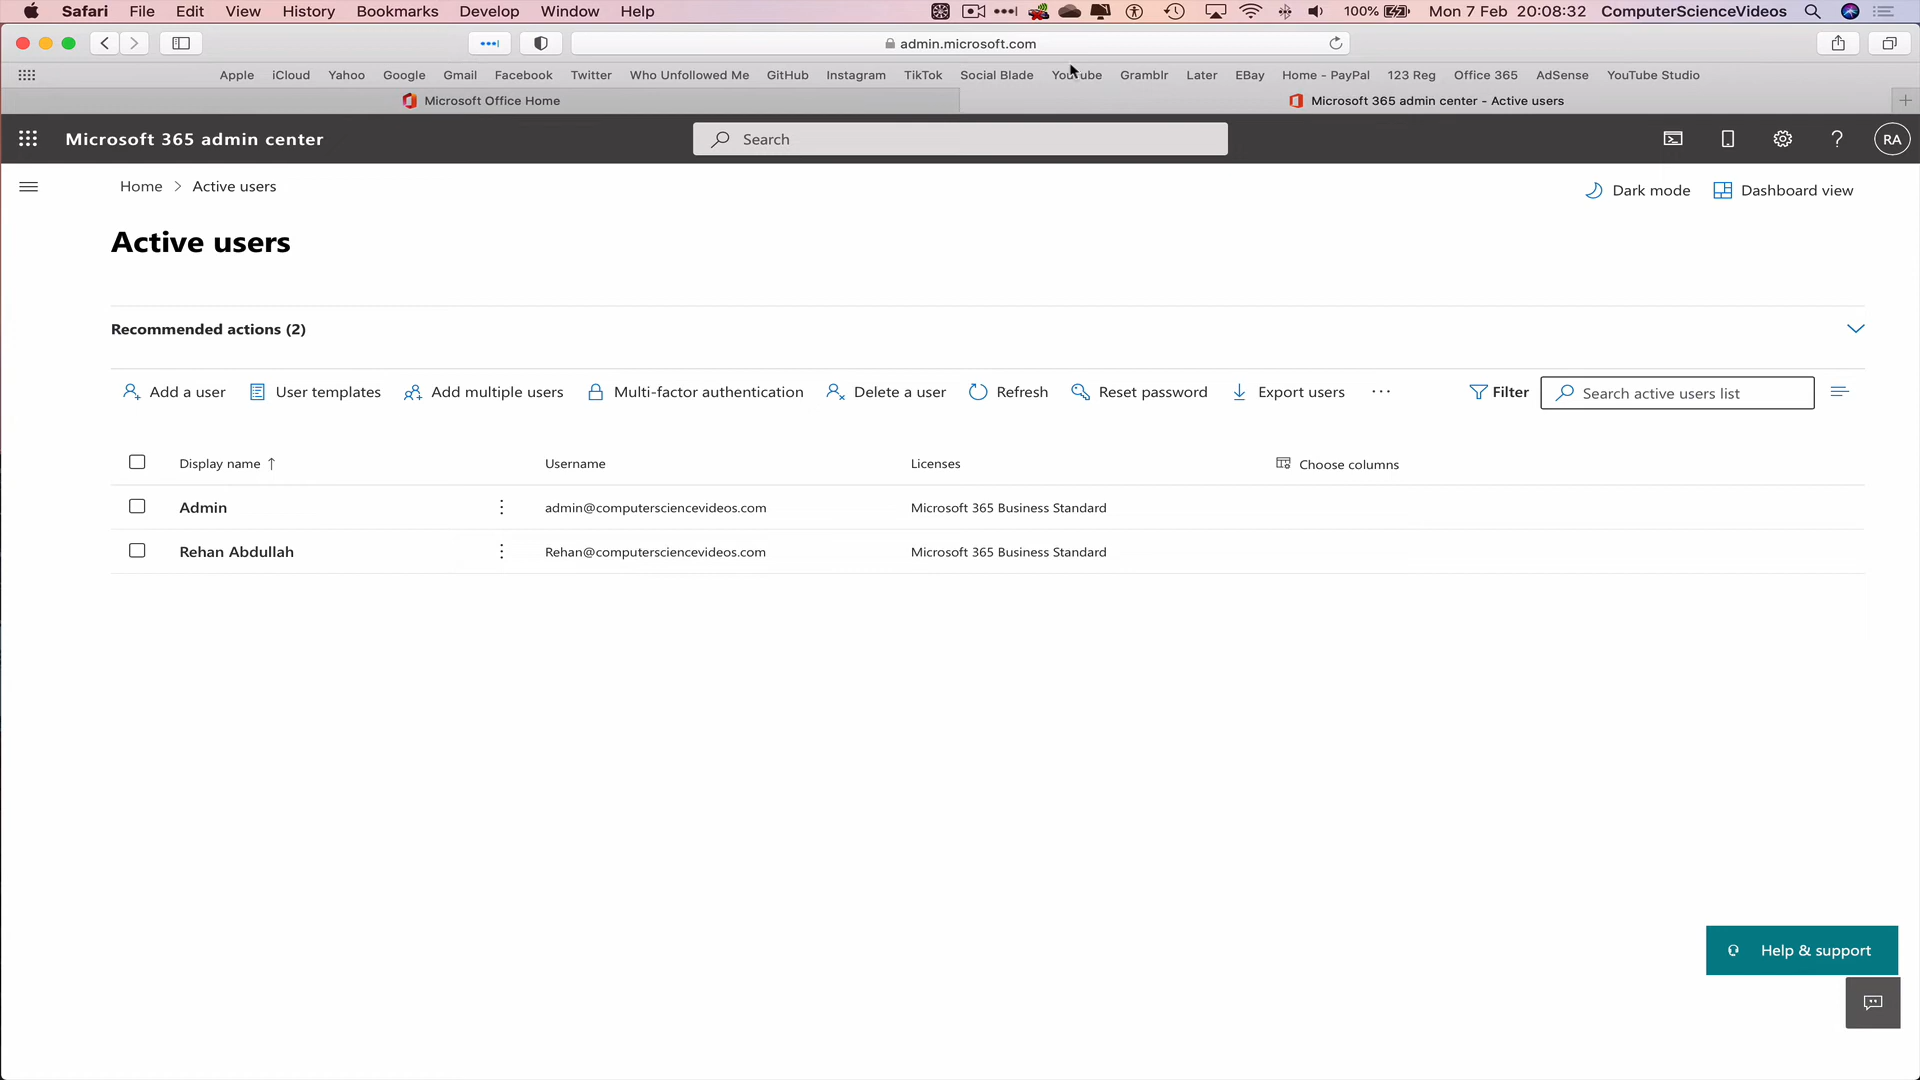 Safari File Edit View History Bookmarks Develop Window Help 100% Mon 7 Feb 20:08:32 ComputerScienceVideos
admin.microsoft.com
Apple iCloud Yahoo Google Gmail Facebook Twitter Who Unfollowed Me GitHub Instagram TikTok Social Blade YouTube Gramblr Later EBay Home - PayPal 123 Reg Office 365 AdSense YouTube Studio
Microsoft Office Home Microsoft 365 admin center - Active users
Microsoft 365 admin center Search RA
Home > Active users Dark mode Dashboard view
Active users
Recommended actions (2)
Add a user User templates Add multiple users Multi-factor authentication Delete a user Refresh Reset password Export users ... Filter Search active users list
Display name ↑ Username Licenses Choose columns
Admin admin@computersciencevideos.com Microsoft 365 Business Standard
Rehan Abdullah Rehan@computersciencevideos.com Microsoft 365 Business Standard
Help & support